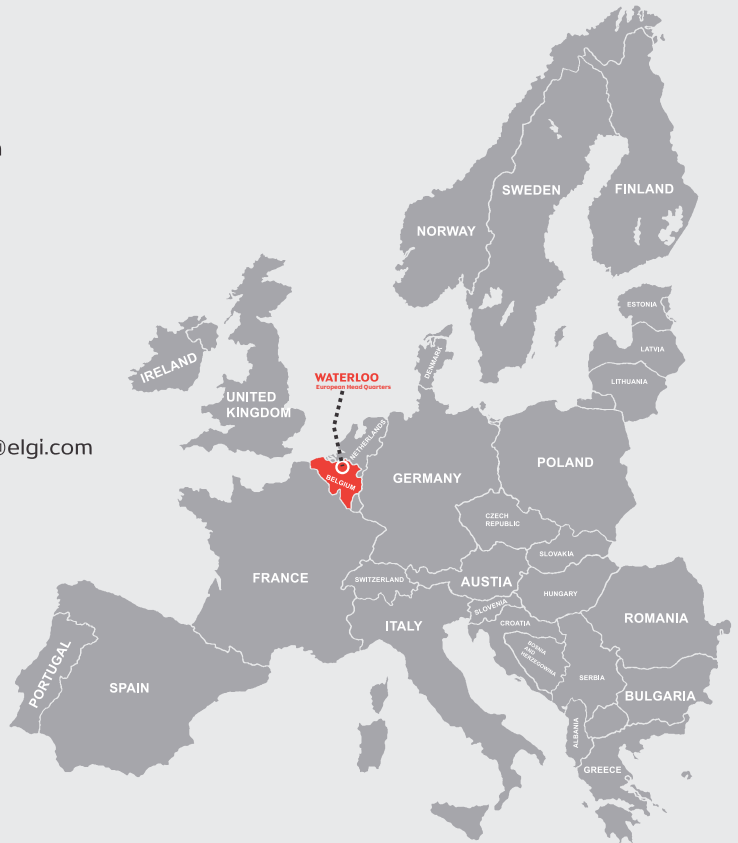 SWEDEN
FINLAND
NORWAY
ESTONIA
LATVIA
LITHUANIA
DENMARK
IRELAND
UNITED
KINGDOM
WATERLOO
European Head Quarters
NETHERLANDS
BELGIUM
@elgi.com
GERMANY
POLAND
CZECH
REPUBLIC
SLOVAKIA
FRANCE
SWITZERLAND
AUSTIA
HUNGARY
SLOVENIA
CROATIA
ITALY
ROMANIA
BOSNIA
AND
HERZEGOWINA
SERBIA
BULGARIA
PORTUGAL
SPAIN
ALBANIA
GREECE